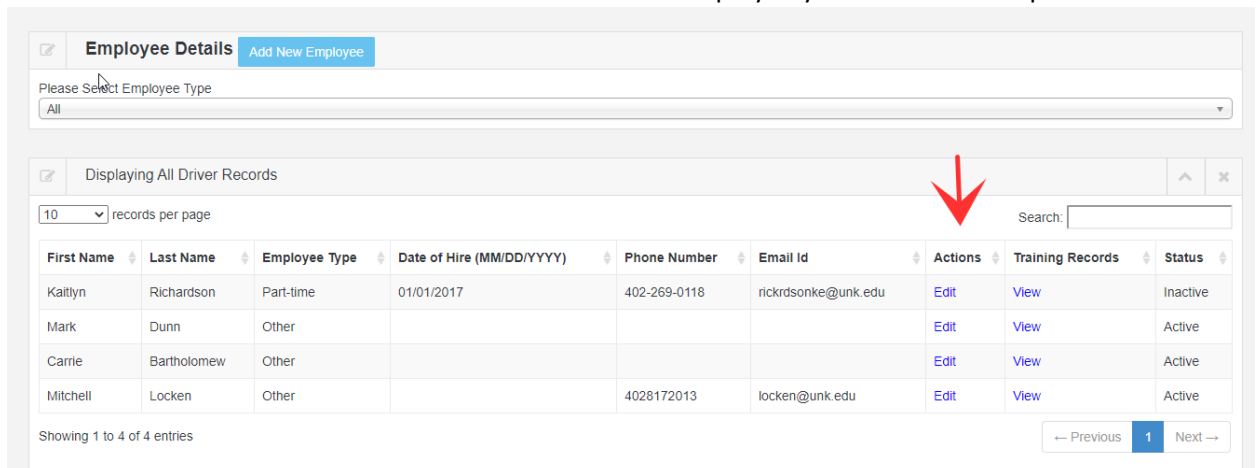 Employee Details Add New Employee
Please Select Employee Type
All
Displaying All Driver Records
10 records per page Search:
First Name Last Name Employee Type Date of Hire (MM/DD/YYYY) Phone Number Email Id Actions Training Records Status
Kaitlyn Richardson Part-time 01/01/2017 402-269-0118 rickrdsonke@unk.edu Edit View Inactive
Mark Dunn Other Edit View Active
Carrie Bartholomew Other Edit View Active
Mitchell Locken Other 4028172013 locken@unk.edu Edit View Active
Showing 1 to 4 of 4 entries ← Previous 1 Next →